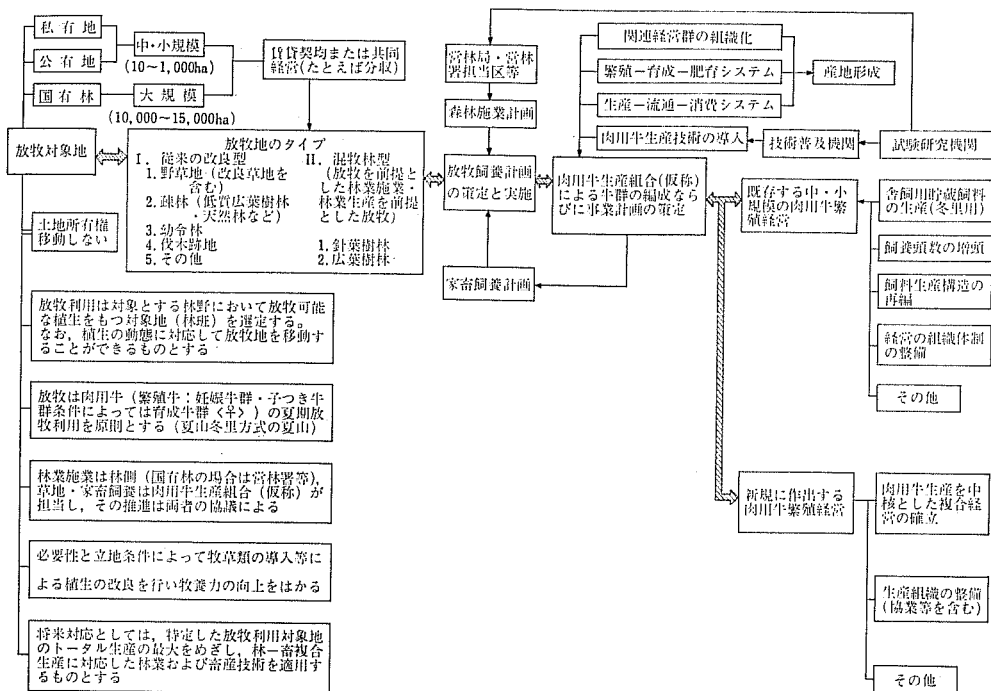 私有地
公有地
国有林
中・小規模
(10～1,000ha)
大規模
(10,000～15,000ha)
賃貸契均または共同
経営(たとえば分収)
放牧対象地
土地所有権
移動しない
放牧地のタイプ
I. 従来の改良型
1. 野草地(改良草地を
含む)
2. 疎林(低質広葉樹林
・天然林など)
3. 幼令林
4. 伐木跡地
5. その他
II. 混牧林型
(放牧を前提と
した林業施業・
林業生産を前提
とした放牧)
1. 針葉樹林
2. 広葉樹林
営林局・営林
署担当区等
森林施業計画
放牧飼養計画
の策定と実施
家畜飼養計画
関連経営群の組織化
繁殖－育成－肥育システム
生産－流通－消費システム
肉用牛生産技術の導入
産地形成
技術普及機関
試験研究機関
肉用牛生産組合(仮称)
による牛群の編成なら
びに事業計画の策定
既存する中・小
規模の肉用牛繁
殖経営
舎飼用貯蔵飼料
の生産(冬里用)
飼養頭数の増頭
飼料生産構造の
再編
経営の組織体制
の整備
その他
新規に作出する
肉用牛繁殖経営
肉用牛生産を中
核とした複合経
営の確立
生産組織の整備
(協業等を含む)
その他
放牧利用は対象とする林野において放牧可能
な植生をもつ対象地(林班)を選定する。
なお，植生の動態に対応して放牧地を移動す
ることができるものとする
放牧は肉用牛(繁殖牛：妊娠牛群・子つき牛
群条件によっては育成牛群〈♀〉)の夏期放
牧利用を原則とする(夏山冬里方式の夏山)
林業施業は林側(国有林の場合は営林署等)，
草地・家畜飼養は肉用牛生産組合(仮称)が
担当し，その推進は両者の協議による
必要性と立地条件によって牧草類の導入等に
よる植生の改良を行い牧養力の向上をはかる
将来対応としては，特定した放牧利用対象地
のトータル生産の最大をめざし，林－畜複合
生産に対応した林業および畜産技術を適用す
るものとする